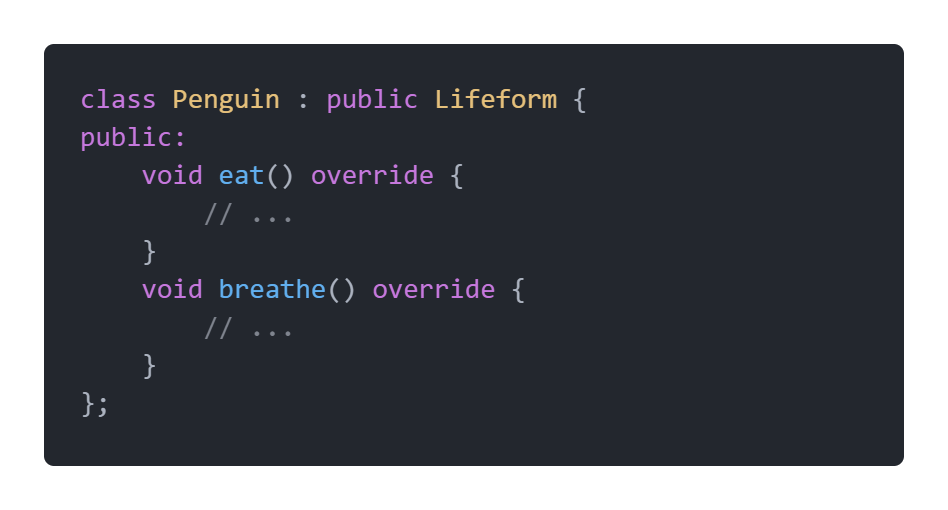 class Penguin : public Lifeform {
public:
    void eat() override {
        // ...
    }
    void breathe() override {
        // ...
    }
};